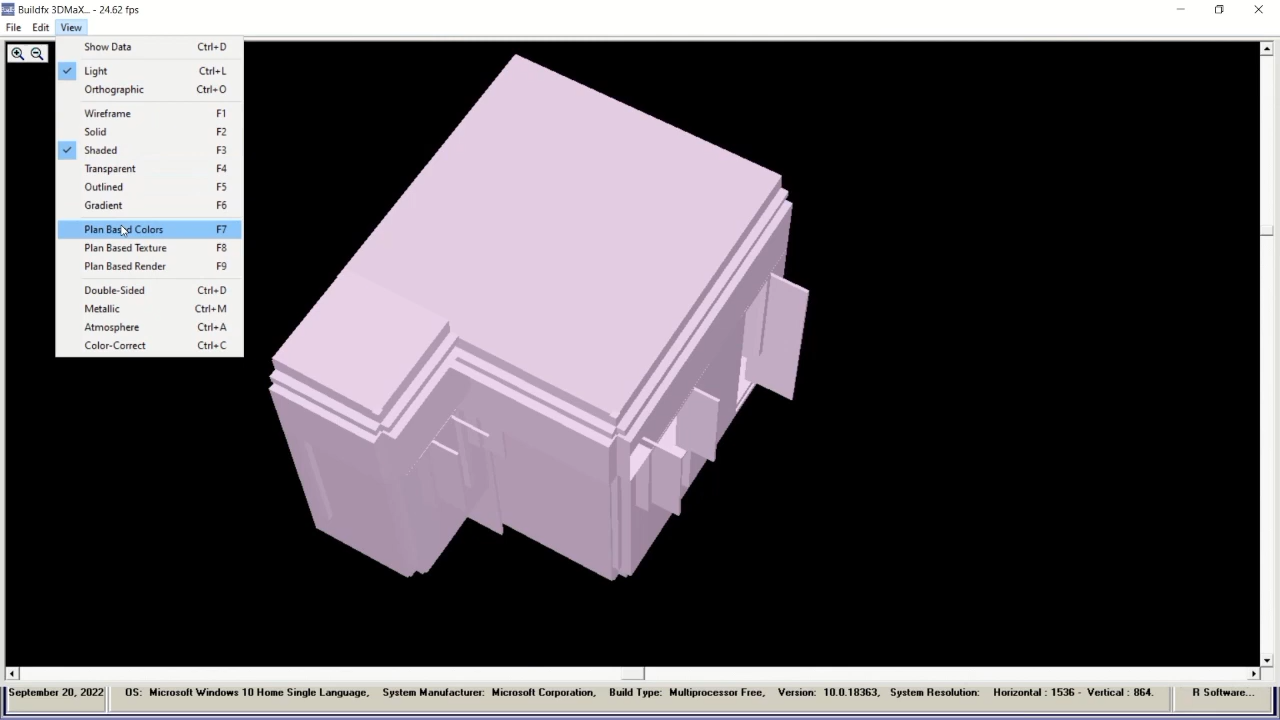 Buildfx 3DMaX... - 24.62 fps
File Edit View
Show Data Ctrl+D
Light Ctrl+L
Orthographic Ctrl+O
Wireframe F1
Solid F2
Shaded F3
Transparent F4
Outlined F5
Gradient F6
Plan Based Colors F7
Plan Based Texture F8
Plan Based Render F9
Double-Sided Ctrl+D
Metallic Ctrl+M
Atmosphere Ctrl+A
Color-Correct Ctrl+C
September 20, 2022 OS: Microsoft Windows 10 Home Single Language, System Manufacturer: Microsoft Corporation, Build Type: Multiprocessor Free, Version: 10.0.18363, System Resolution: Horizontal : 1536 - Vertical : 864. R Software...